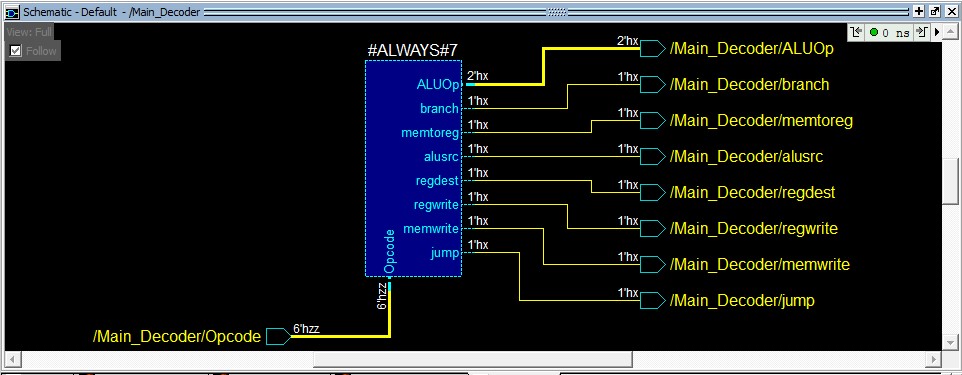 Schematic - Default - /Main_Decoder
View: Full
Follow
0 ns
#ALWAYS#7
ALUOp 2'hx 2'hx /Main_Decoder/ALUOp
branch 1'hx 1'hx /Main_Decoder/branch
memtoreg 1'hx 1'hx /Main_Decoder/memtoreg
alusrc 1'hx 1'hx /Main_Decoder/alusrc
regdest 1'hx 1'hx /Main_Decoder/regdest
regwrite 1'hx 1'hx /Main_Decoder/regwrite
memwrite 1'hx 1'hx /Main_Decoder/memwrite
jump 1'hx 1'hx /Main_Decoder/jump
Opcode
6'hzz
/Main_Decoder/Opcode 6'hzz